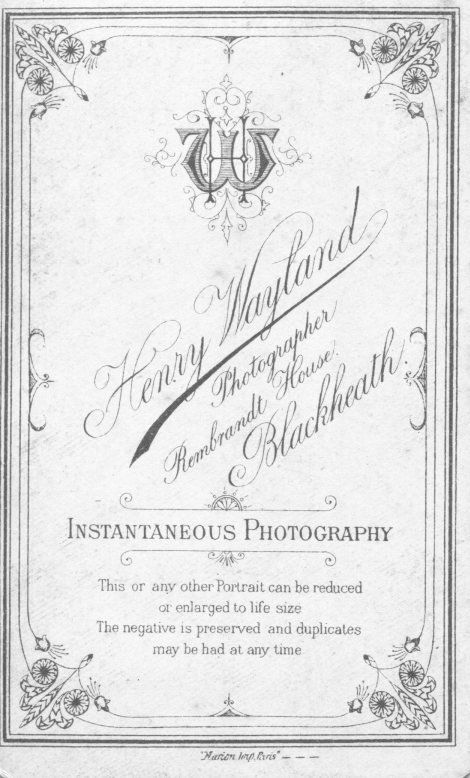 HW
Henry Wayland
Photographer
Rembrandt House.
Blackheath.
INSTANTANEOUS PHOTOGRAPHY
This or any other Portrait can be reduced
or enlarged to life size
The negative is preserved and duplicates
may be had at any time
"Marion Imp. Paris"